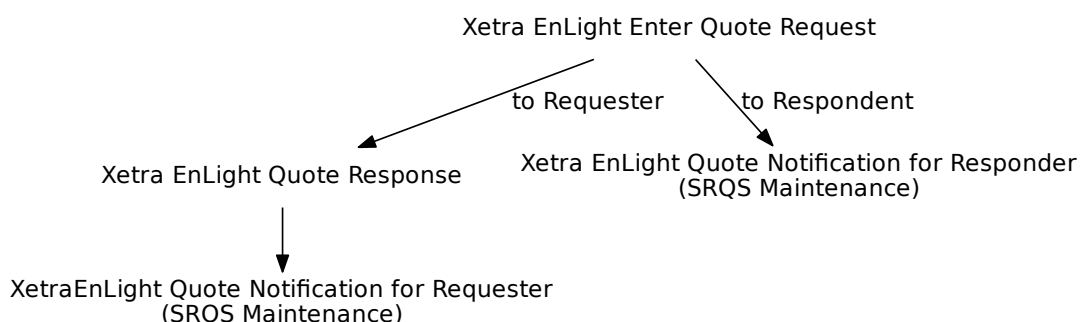 Xetra EnLight Enter Quote Request
to Requester
to Respondent
Xetra EnLight Quote Response
Xetra EnLight Quote Notification for Responder
(SRQS Maintenance)
XetraEnLight Quote Notification for Requester
(SRQS Maintenance)